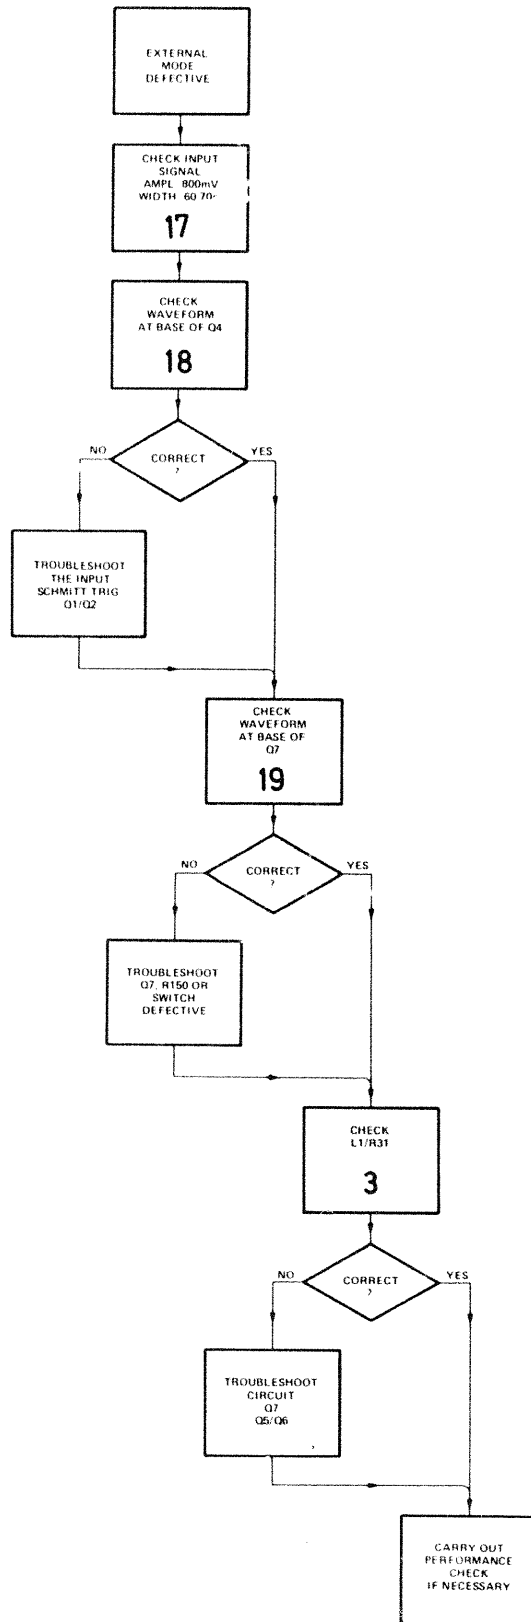 EXTERNAL
MODE
DEFECTIVE
CHECK INPUT
SIGNAL
AMPL 800mV
WIDTH 60 70
17
CHECK
WAVEFORM
AT BASE OF Q4
18
NO
CORRECT
?
YES
TROUBLESHOOT
THE INPUT
SCHMITT TRIG
Q1/Q2
CHECK
WAVEFORM
AT BASE OF
Q7
19
NO
CORRECT
?
YES
TROUBLESHOOT
Q7, R150 OR
SWITCH
DEFECTIVE
CHECK
L1/R31
3
NO
CORRECT
?
YES
TROUBLESHOOT
CIRCUIT
Q7
Q5/Q6
CARRY OUT
PERFORMANCE
CHECK
IF NECESSARY